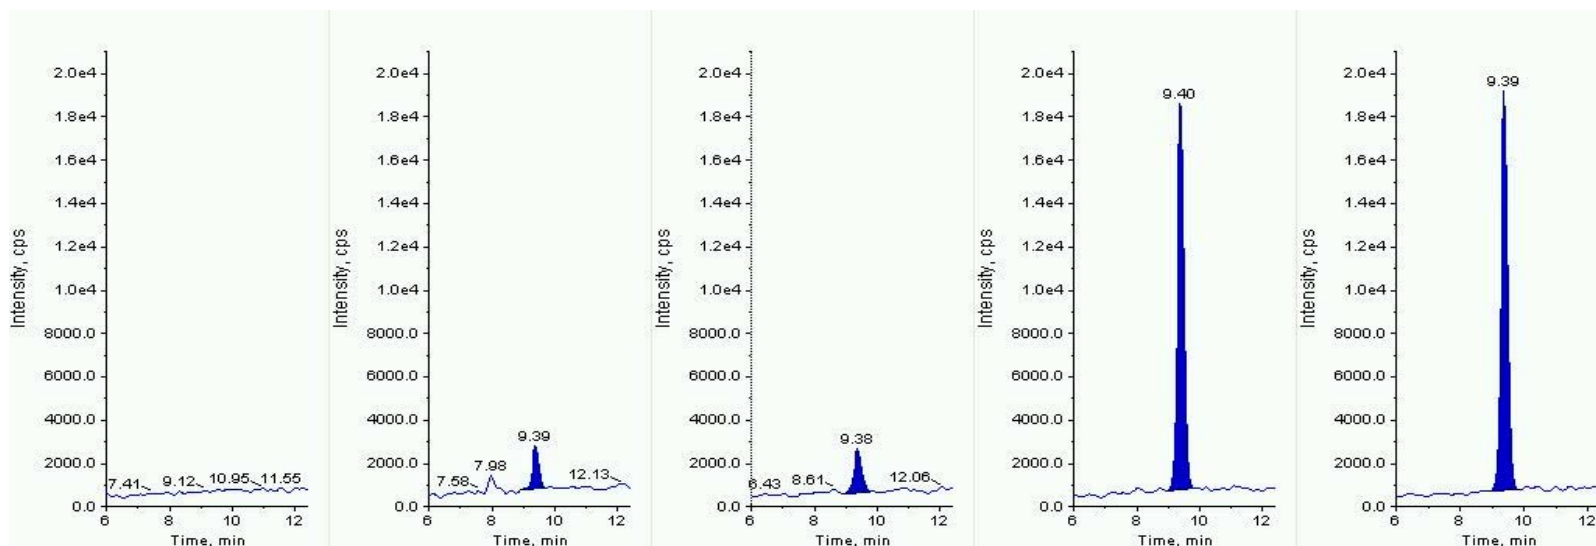 2.0e4
1.8e4
1.6e4
1.4e4
1.2e4
1.0e4
8000.0
6000.0
4000.0
2000.0
0.0
Intensity, cps
7.41 9.12 10.95 11.55
6 8 10 12
Time, min
2.0e4
1.8e4
1.6e4
1.4e4
1.2e4
1.0e4
8000.0
6000.0
4000.0
2000.0
0.0
Intensity, cps
9.39
7.58 7.98 12.13
6 8 10 12
Time, min
2.0e4
1.8e4
1.6e4
1.4e4
1.2e4
1.0e4
8000.0
6000.0
4000.0
2000.0
0.0
Intensity, cps
9.38
6.43 8.61 12.06
6 8 10 12
Time, min
2.0e4
1.8e4
1.6e4
1.4e4
1.2e4
1.0e4
8000.0
6000.0
4000.0
2000.0
0.0
Intensity, cps
9.40
6 8 10 12
Time, min
2.0e4
1.8e4
1.6e4
1.4e4
1.2e4
1.0e4
8000.0
6000.0
4000.0
2000.0
0.0
Intensity, cps
9.39
6 8 10 12
Time, min